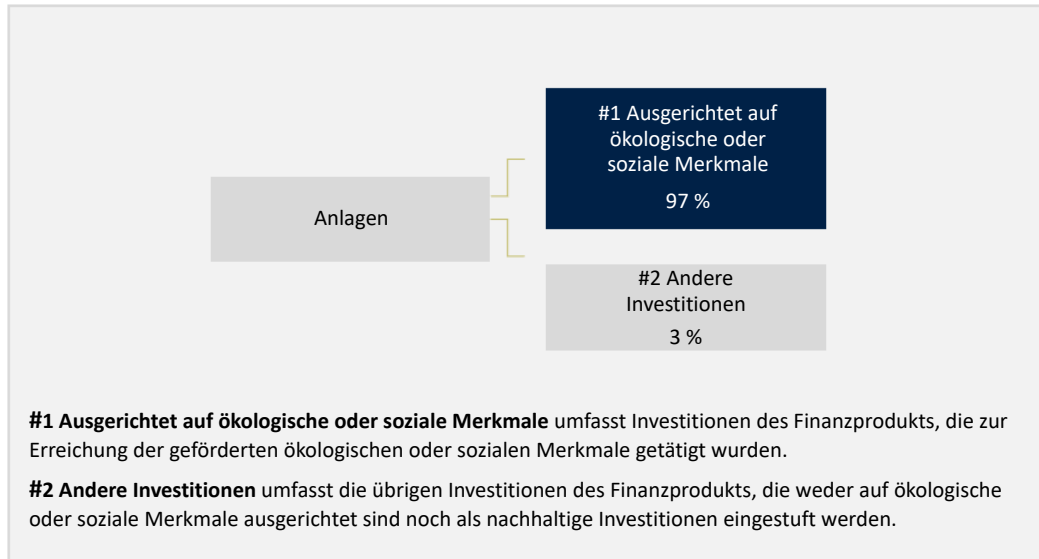 #1 Ausgerichtet auf
ökologische oder
soziale Merkmale
97 %
Anlagen
#2 Andere
Investitionen
3 %
#1 Ausgerichtet auf ökologische oder soziale Merkmale umfasst Investitionen des Finanzprodukts, die zur
Erreichung der geförderten ökologischen oder sozialen Merkmale getätigt wurden.
#2 Andere Investitionen umfasst die übrigen Investitionen des Finanzprodukts, die weder auf ökologische
oder soziale Merkmale ausgerichtet sind noch als nachhaltige Investitionen eingestuft werden.